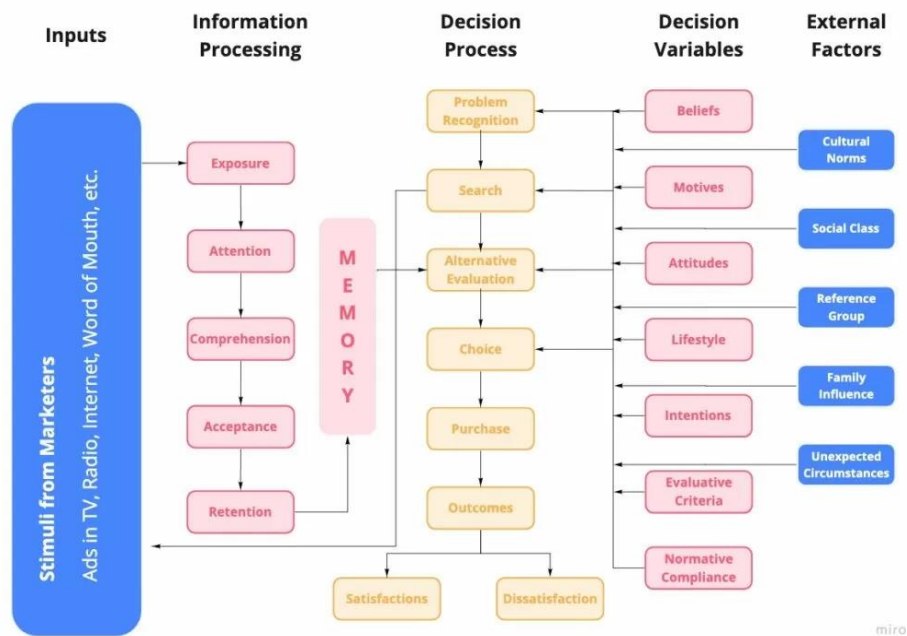 Inputs
Information
Processing
Decision
Process
Decision
Variables
External
Factors
Stimuli from Marketers
Ads in TV, Radio, Internet, Word of Mouth, etc.
Exposure
Attention
Comprehension
Acceptance
Retention
MEMORY
Problem
Recognition
Search
Alternative
Evaluation
Choice
Purchase
Outcomes
Satisfactions
Dissatisfaction
Beliefs
Motives
Attitudes
Lifestyle
Intentions
Evaluative
Criteria
Normative
Compliance
Cultural
Norms
Social Class
Reference
Group
Family
Influence
Unexpected
Circumstances
miro